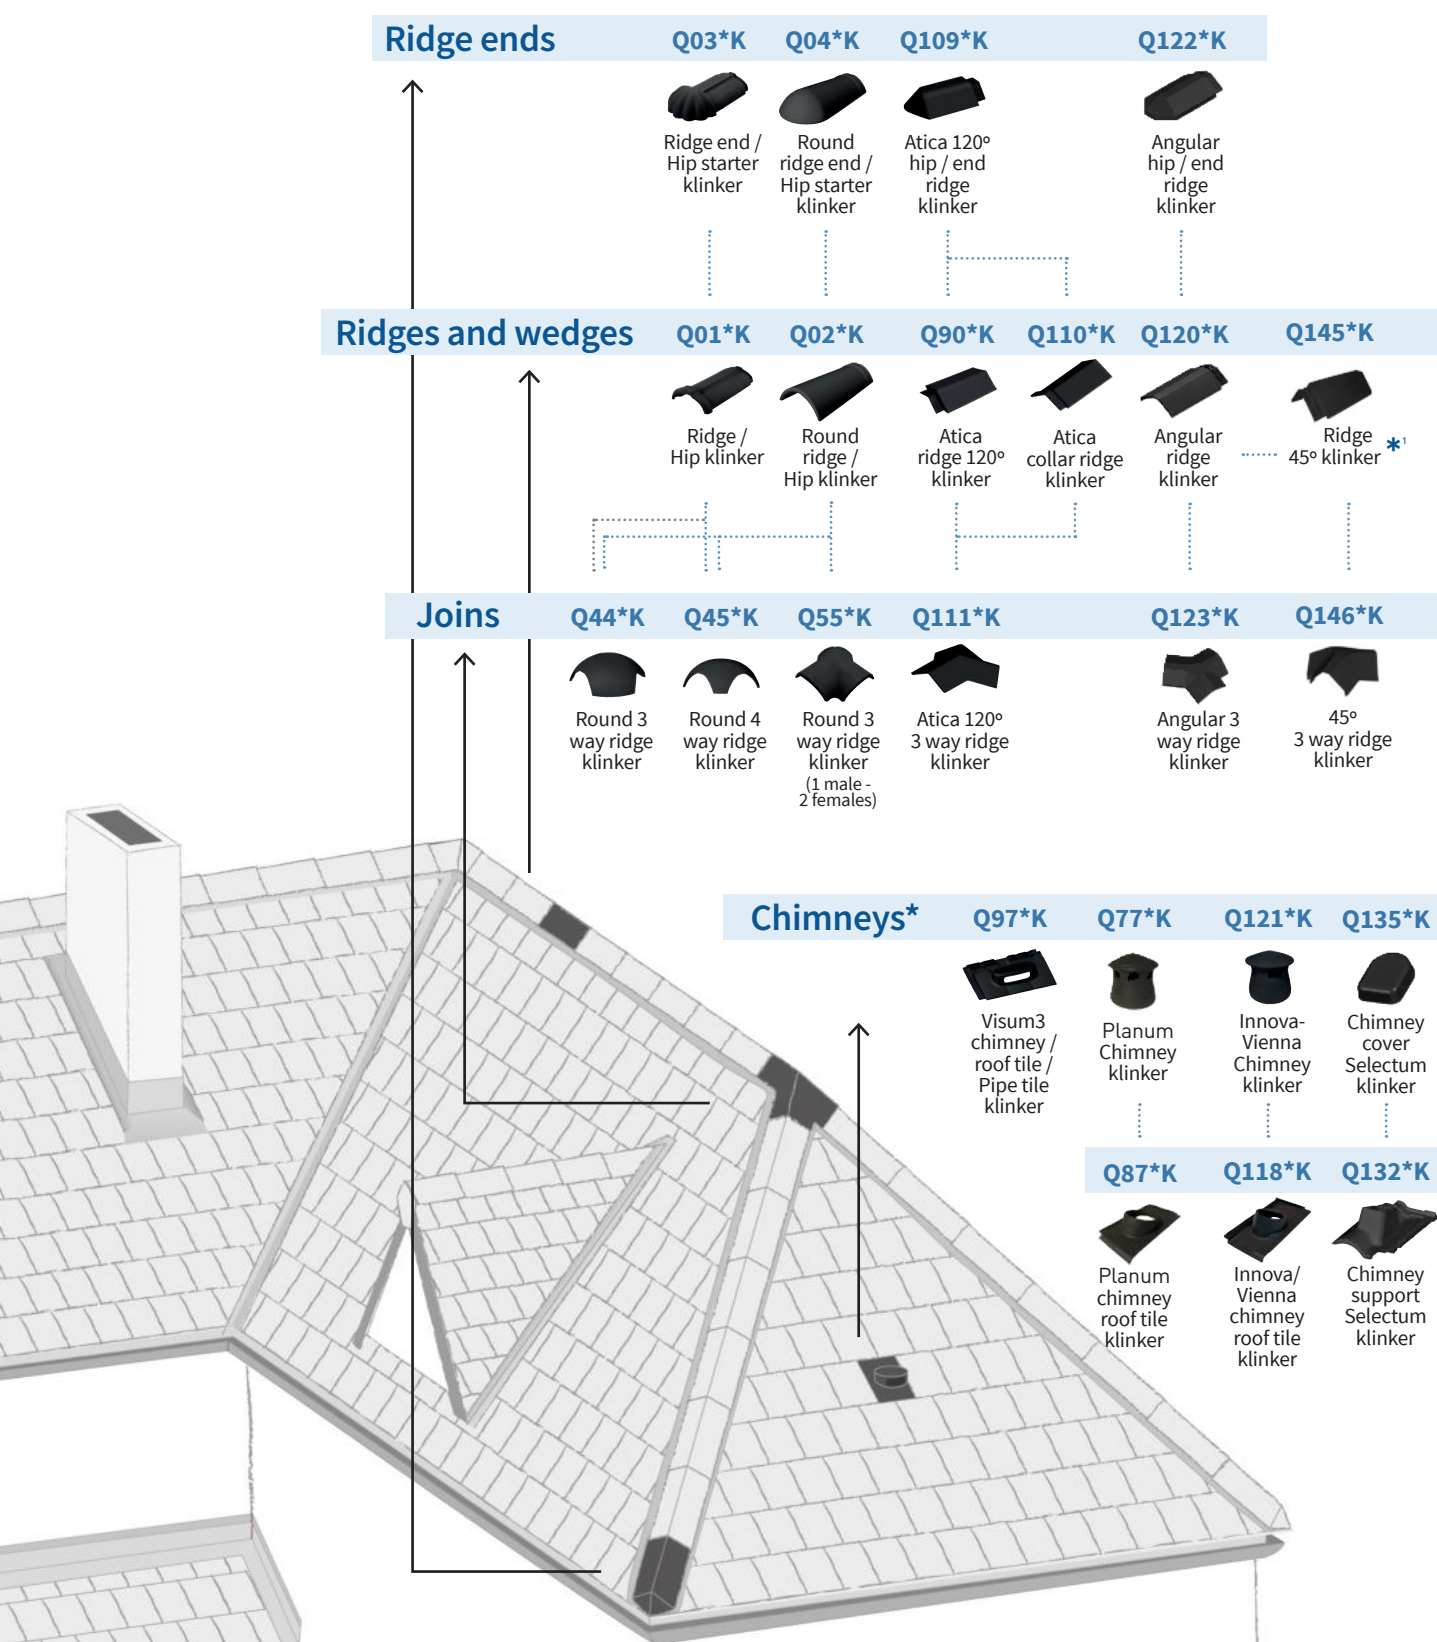 Ridge ends Q03*K Q04*K Q109*K Q122*K
Ridge end /
Hip starter
klinker
Round
ridge end /
Hip starter
klinker
Atica 120º
hip / end
ridge
klinker
Angular
hip / end
ridge
klinker
Ridges and wedges Q01*K Q02*K Q90*K Q110*K Q120*K Q145*K
Ridge /
Hip klinker
Round
ridge /
Hip klinker
Atica
ridge 120º
klinker
Atica
collar ridge
klinker
Angular
ridge
klinker
Ridge
45º klinker *1
Joins Q44*K Q45*K Q55*K Q111*K Q123*K Q146*K
Round 3
way ridge
klinker
Round 4
way ridge
klinker
Round 3
way ridge
klinker
(1 male -
2 females)
Atica 120º
3 way ridge
klinker
Angular 3
way ridge
klinker
45º
3 way ridge
klinker
Chimneys* Q97*K Q77*K Q121*K Q135*K
Visum3
chimney /
roof tile /
Pipe tile
klinker
Planum
Chimney
klinker
Innova-
Vienna
Chimney
klinker
Chimney
cover
Selectum
klinker
Q87*K Q118*K Q132*K
Planum
chimney
roof tile
klinker
Innova/
Vienna
chimney
roof tile
klinker
Chimney
support
Selectum
klinker